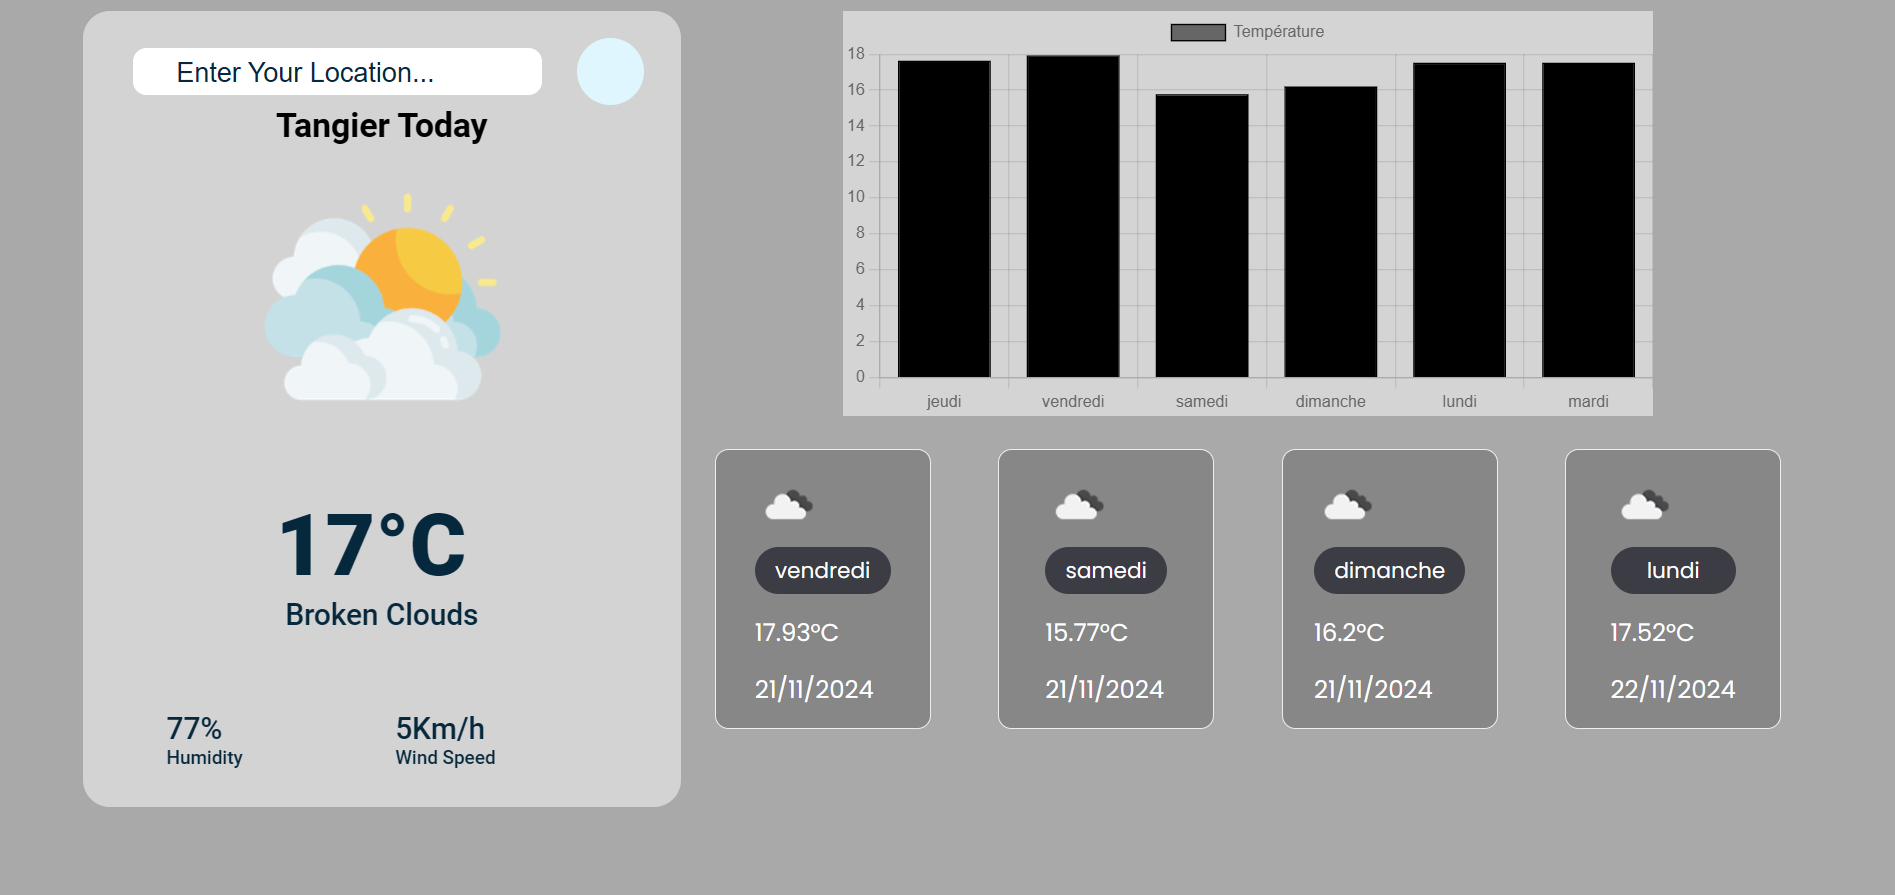 Enter Your Location...
Tangier Today
17°C
Broken Clouds
77%
Humidity
5Km/h
Wind Speed
Température
18
16
14
12
10
8
6
4
2
0
jeudi vendredi samedi dimanche lundi mardi
vendredi
17.93°C
21/11/2024
samedi
15.77°C
21/11/2024
dimanche
16.2°C
21/11/2024
lundi
17.52°C
22/11/2024